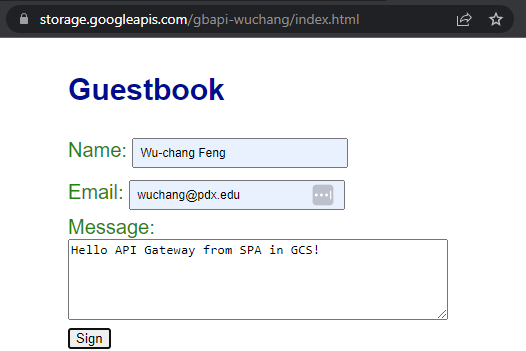 storage.googleapis.com/gbapi-wuchang/index.html
Guestbook
Name: Wu-chang Feng
Email: wuchang@pdx.edu
Message:
Hello API Gateway from SPA in GCS!
Sign